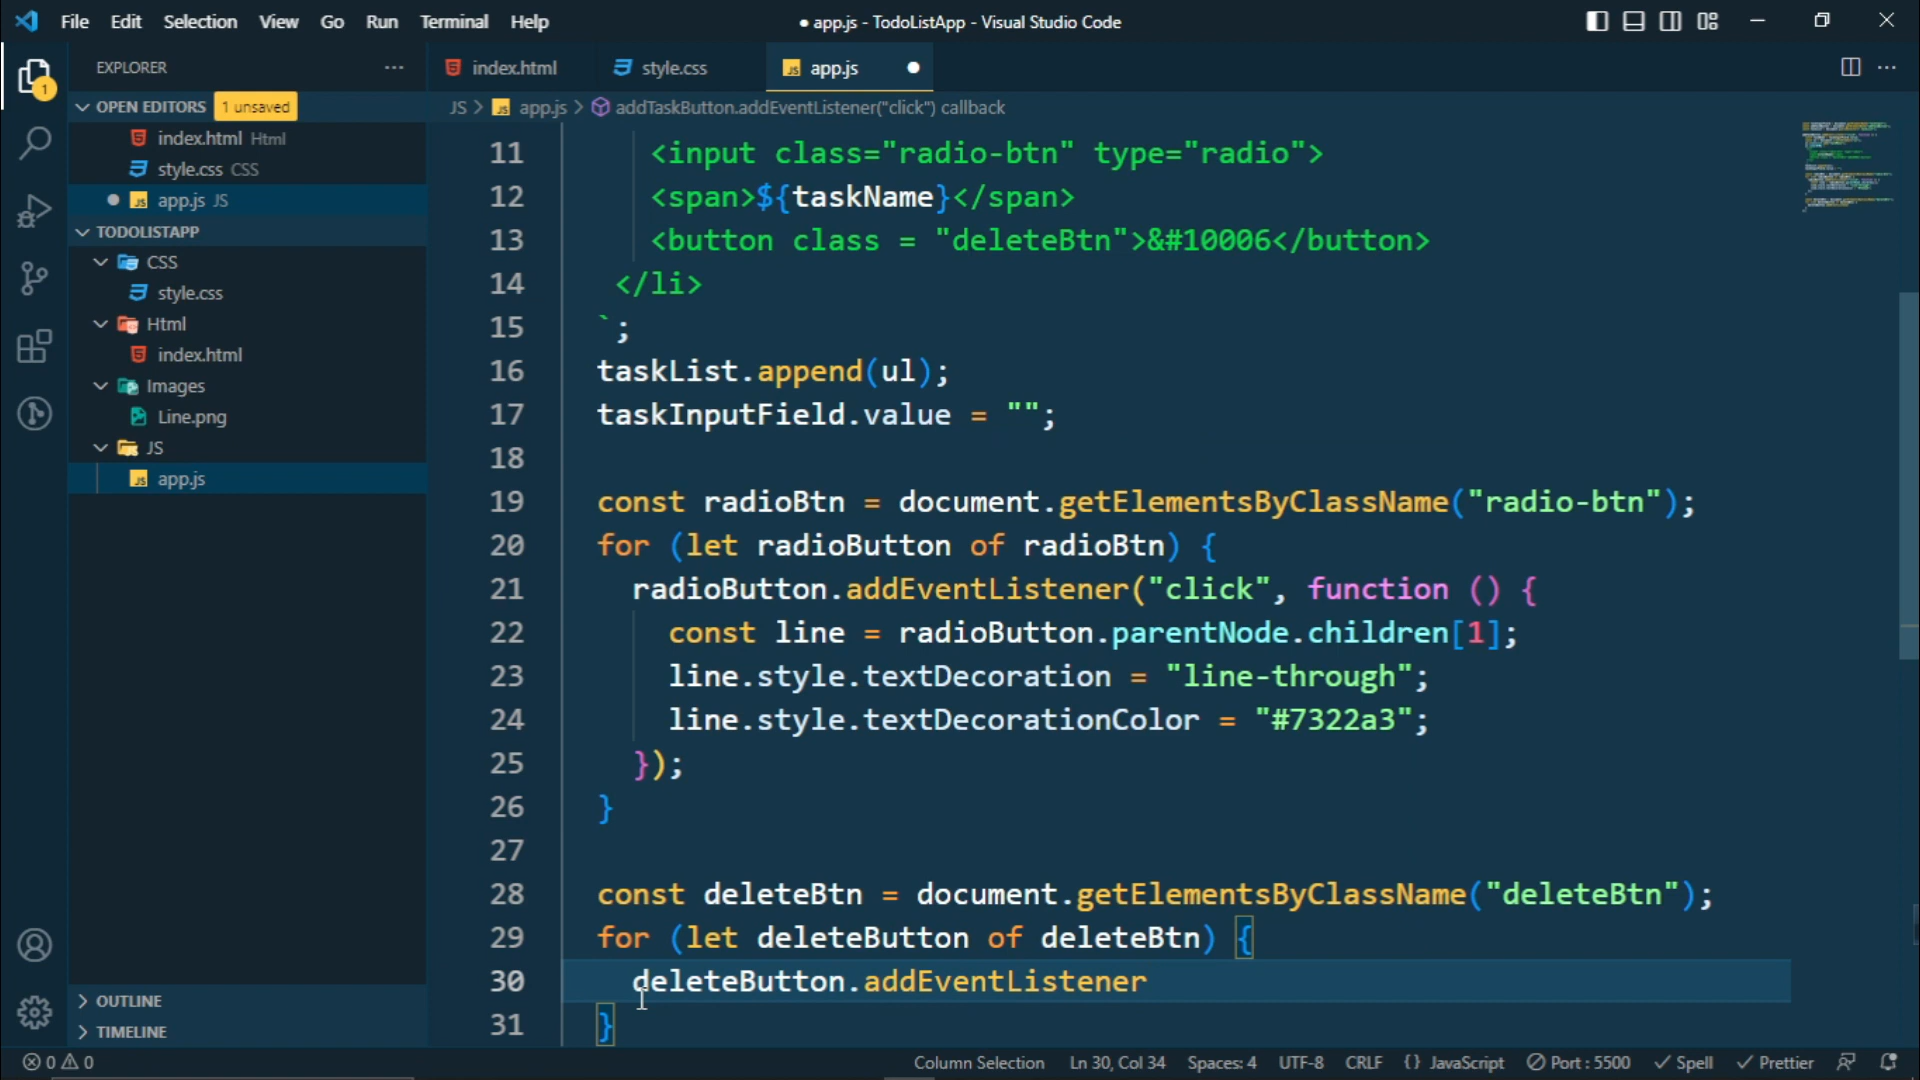 File Edit Selection View Go Run Terminal Help
● app.js - TodoListApp - Visual Studio Code
EXPLORER
index.html
style.css
app.js
OPEN EDITORS 1 unsaved
JS > app.js > addTaskButton.addEventListener("click") callback
index.html Html
style.css CSS
app.js JS
TODOLISTAPP
CSS
style.css
Html
index.html
Images
Line.png
JS
app.js
OUTLINE
TIMELINE
1
11 <input class="radio-btn" type="radio">
12 <span>${taskName}</span>
13 <button class = "deleteBtn">&#10006</button>
14 </li>
15 `;
16 taskList.append(ul);
17 taskInputField.value = "";
18
19 const radioBtn = document.getElementsByClassName("radio-btn");
20 for (let radioButton of radioBtn) {
21 radioButton.addEventListener("click", function () {
22 const line = radioButton.parentNode.children[1];
23 line.style.textDecoration = "line-through";
24 line.style.textDecorationColor = "#7322a3";
25 });
26 }
27
28 const deleteBtn = document.getElementsByClassName("deleteBtn");
29 for (let deleteButton of deleteBtn) {
30 deleteButton.addEventListener
31 }
0 0 Column Selection Ln 30, Col 34 Spaces: 4 UTF-8 CRLF {} JavaScript Port : 5500 Spell Prettier